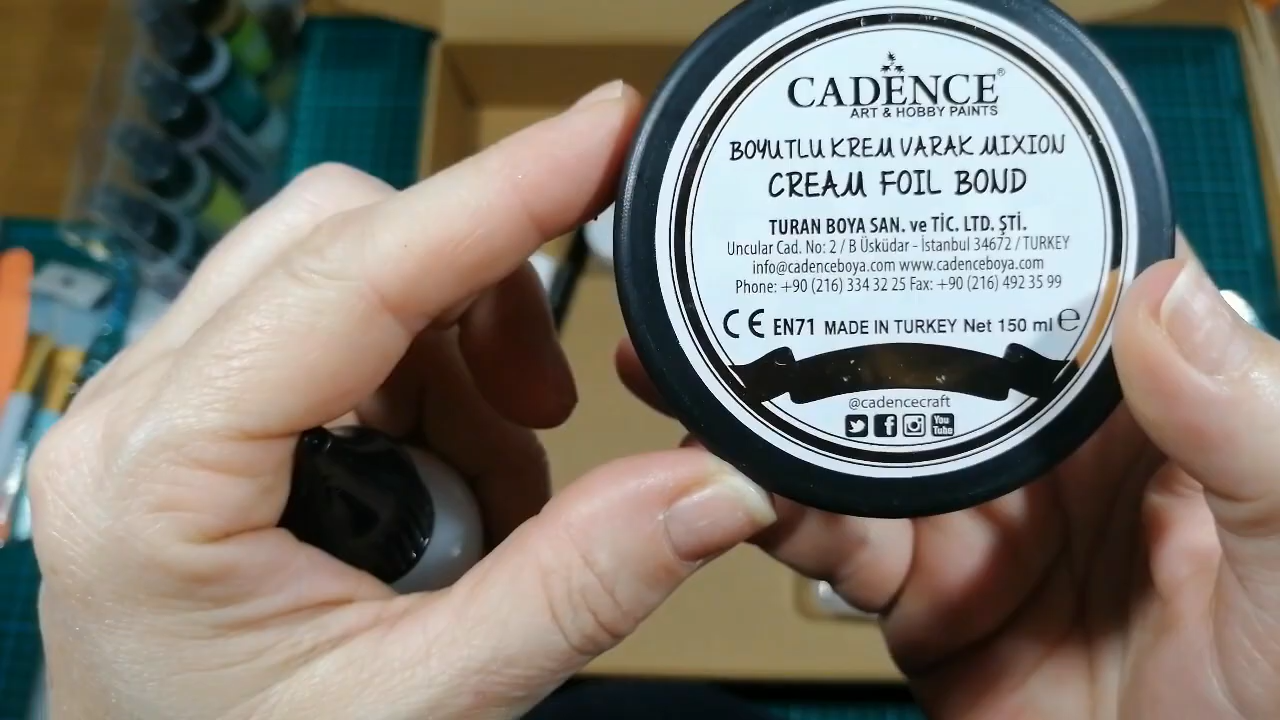 CADENCE®
ART & HOBBY PAINTS
BOYUTLU KREM VARAK MIXION
CREAM FOIL BOND
TURAN BOYA SAN. ve TİC. LTD. ŞTİ.
Uncular Cad. No: 2 / B Üsküdar - İstanbul 34672 / TURKEY
info@cadenceboya.com www.cadenceboya.com
Phone: +90 (216) 334 32 25 Fax: +90 (216) 492 35 99
CE EN71 MADE IN TURKEY Net 150 ml ℮
@cadencecraft
You Tube